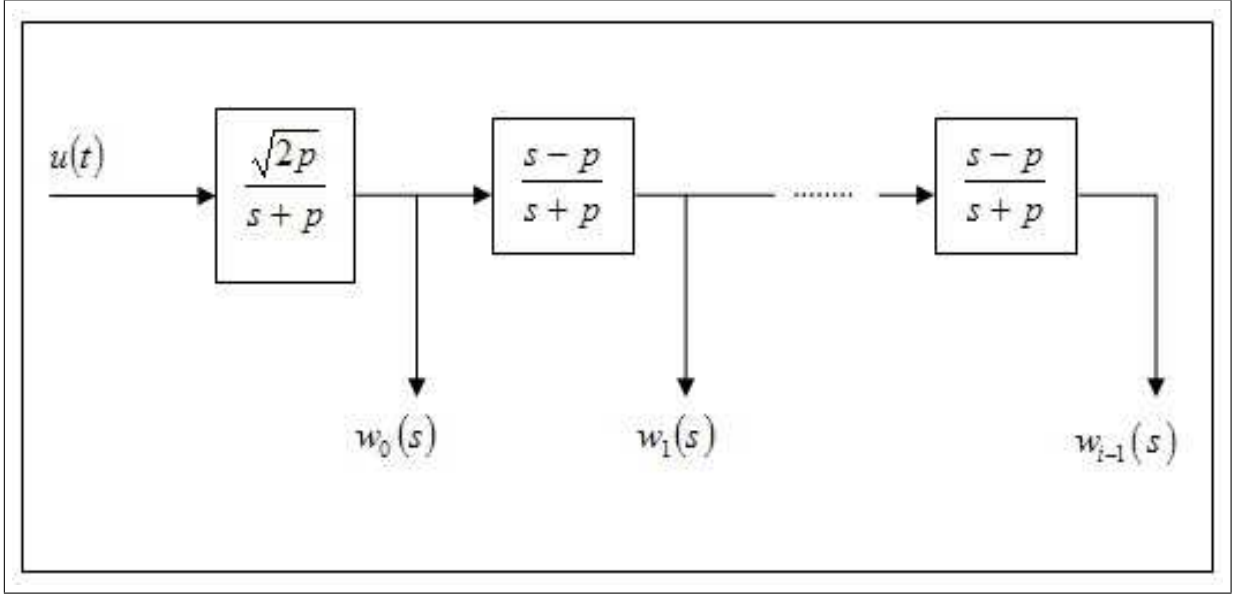 u(t)
√2p
s + p
s − p
s + p
........
s − p
s + p
w₀(s)
w₁(s)
wᵢ₋₁(s)